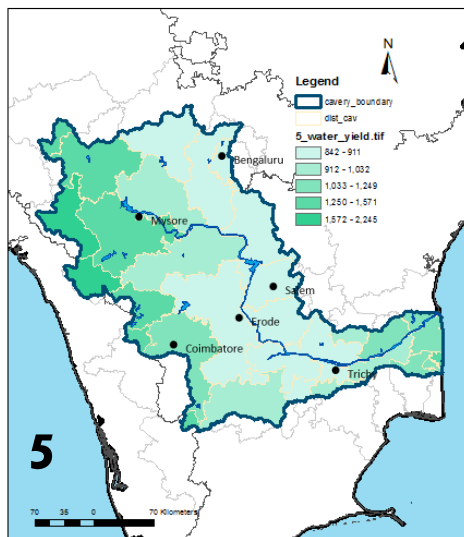 N
Legend
cavery_boundary
dist_cav
5_water_yield.tif
842 - 911
912 - 1,032
1,033 - 1,249
1,250 - 1,571
1,572 - 2,245
Bengaluru
Mysore
Salem
Erode
Coimbatore
Trichy
5
70 35 0 70 Kilometers